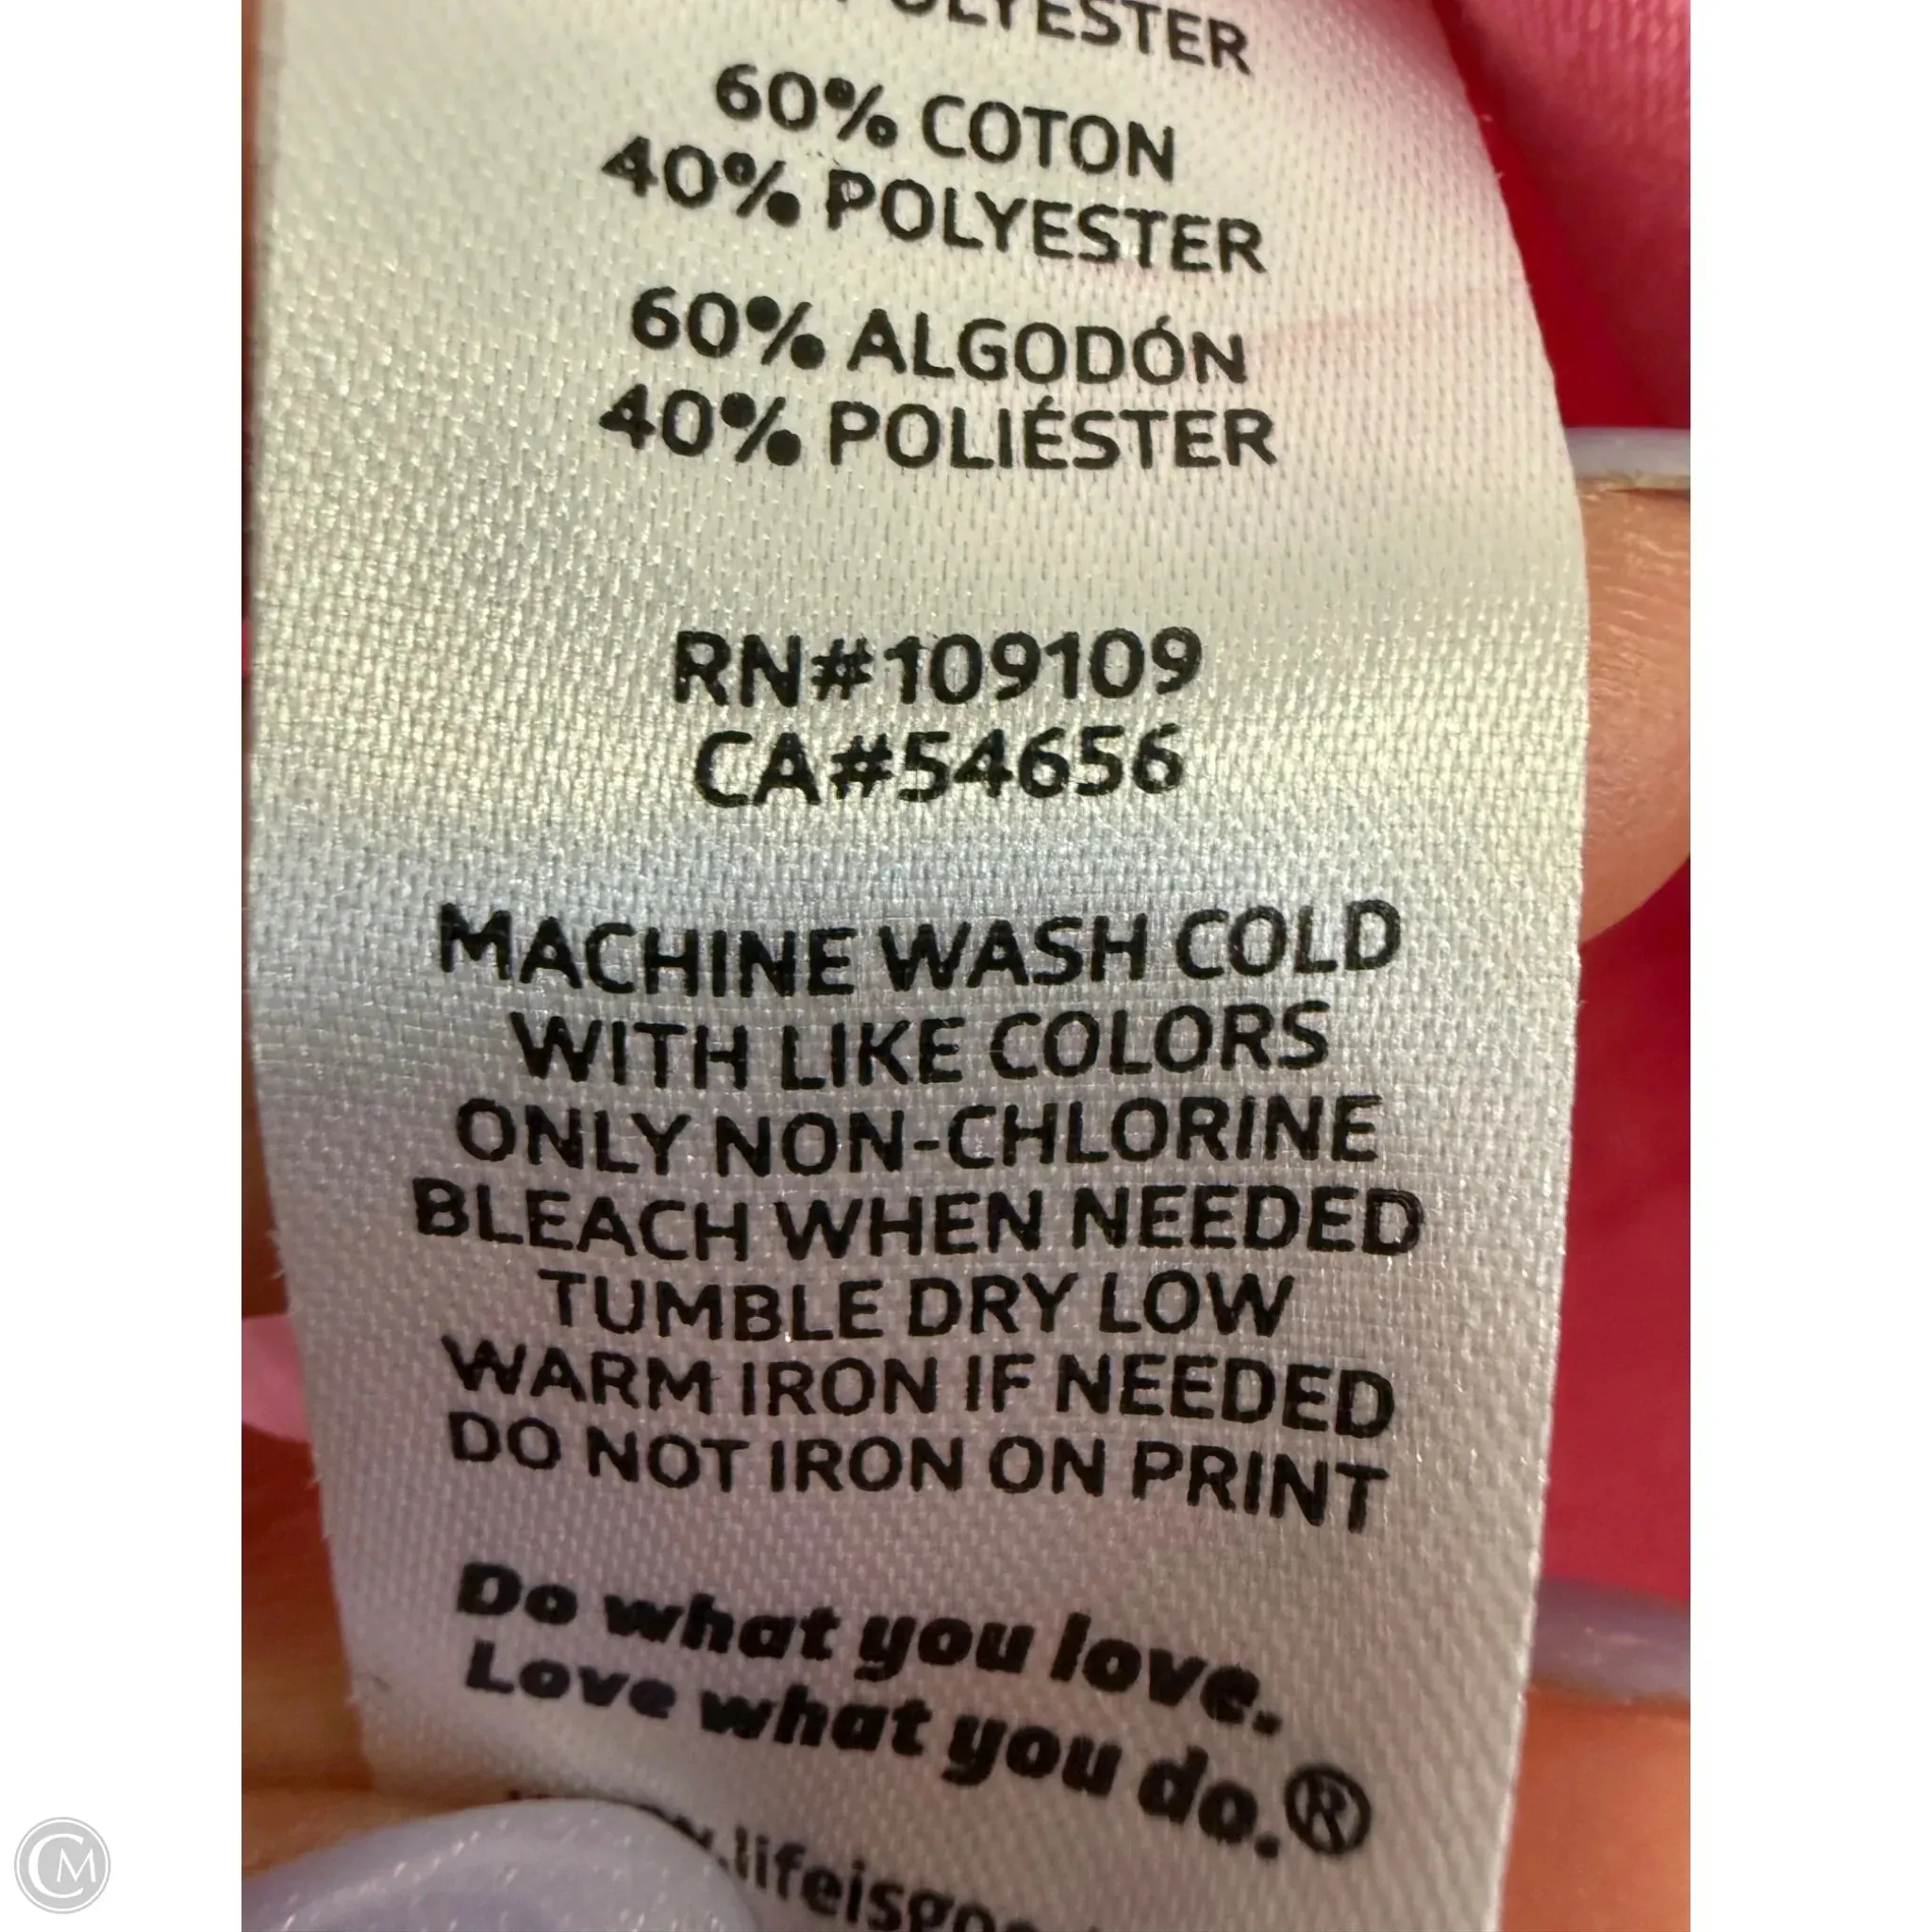 POLYESTER
60% COTON
40% POLYESTER
60% ALGODÓN
40% POLIÉSTER
RN#109109
CA#54656
MACHINE WASH COLD
WITH LIKE COLORS
ONLY NON-CHLORINE
BLEACH WHEN NEEDED
TUMBLE DRY LOW
WARM IRON IF NEEDED
DO NOT IRON ON PRINT
Do what you love.
Love what you do.®
CM